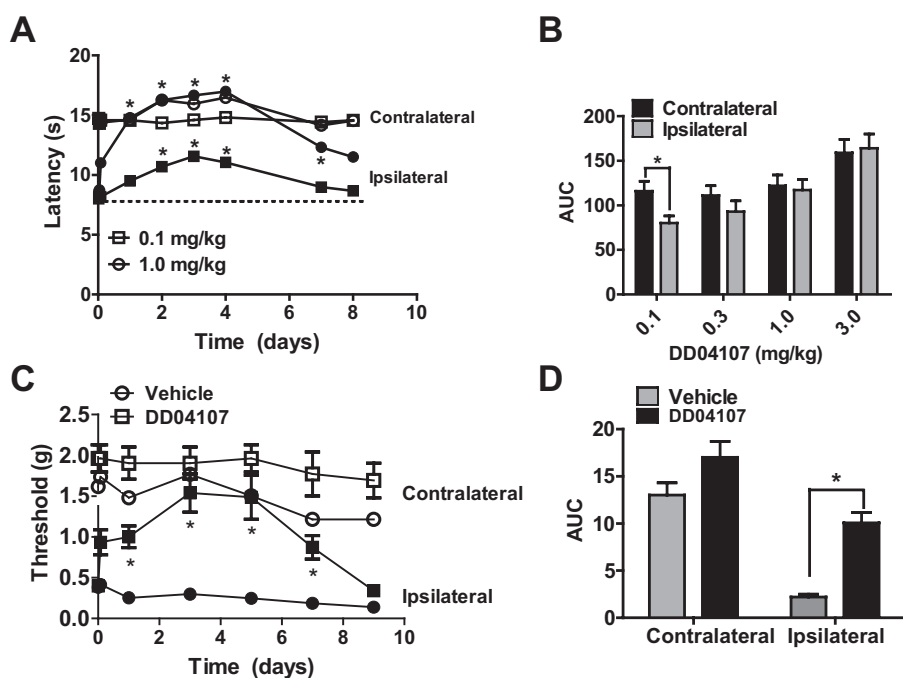 A
Latency (s)
20
15
10
5
0
* * * * *
* * * *
Contralateral
Ipsilateral
0.1 mg/kg
1.0 mg/kg
0 2 4 6 8 10
Time (days)
B
Contralateral
Ipsilateral
AUC
200
150
100
50
0
*
0.1 0.3 1.0 3.0
DD04107 (mg/kg)
C
Vehicle
DD04107
Threshold (g)
2.5
2.0
1.5
1.0
0.5
0.0
Contralateral
* * * *
Ipsilateral
0 2 4 6 8 10
Time (days)
D
Vehicle
DD04107
AUC
20
15
10
5
0
*
Contralateral Ipsilateral